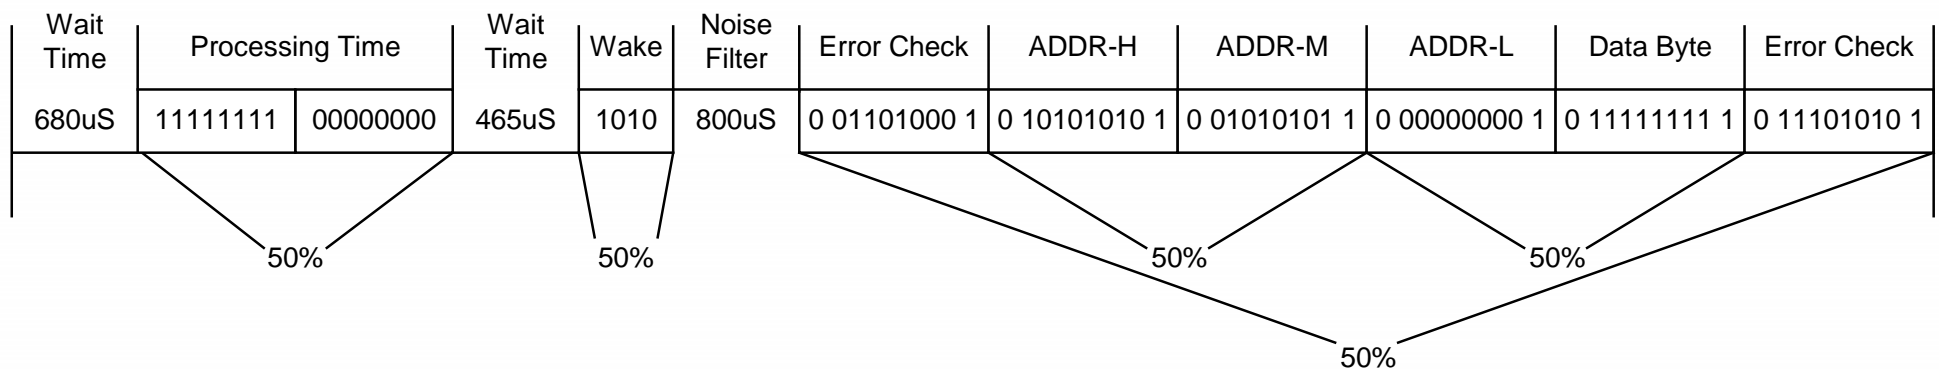 Wait Time
Processing Time
Wait Time
Wake
Noise Filter
Error Check
ADDR-H
ADDR-M
ADDR-L
Data Byte
Error Check
680uS
11111111
00000000
465uS
1010
800uS
0 01101000 1
0 10101010 1
0 01010101 1
0 00000000 1
0 11111111 1
0 11101010 1
50%
50%
50%
50%
50%